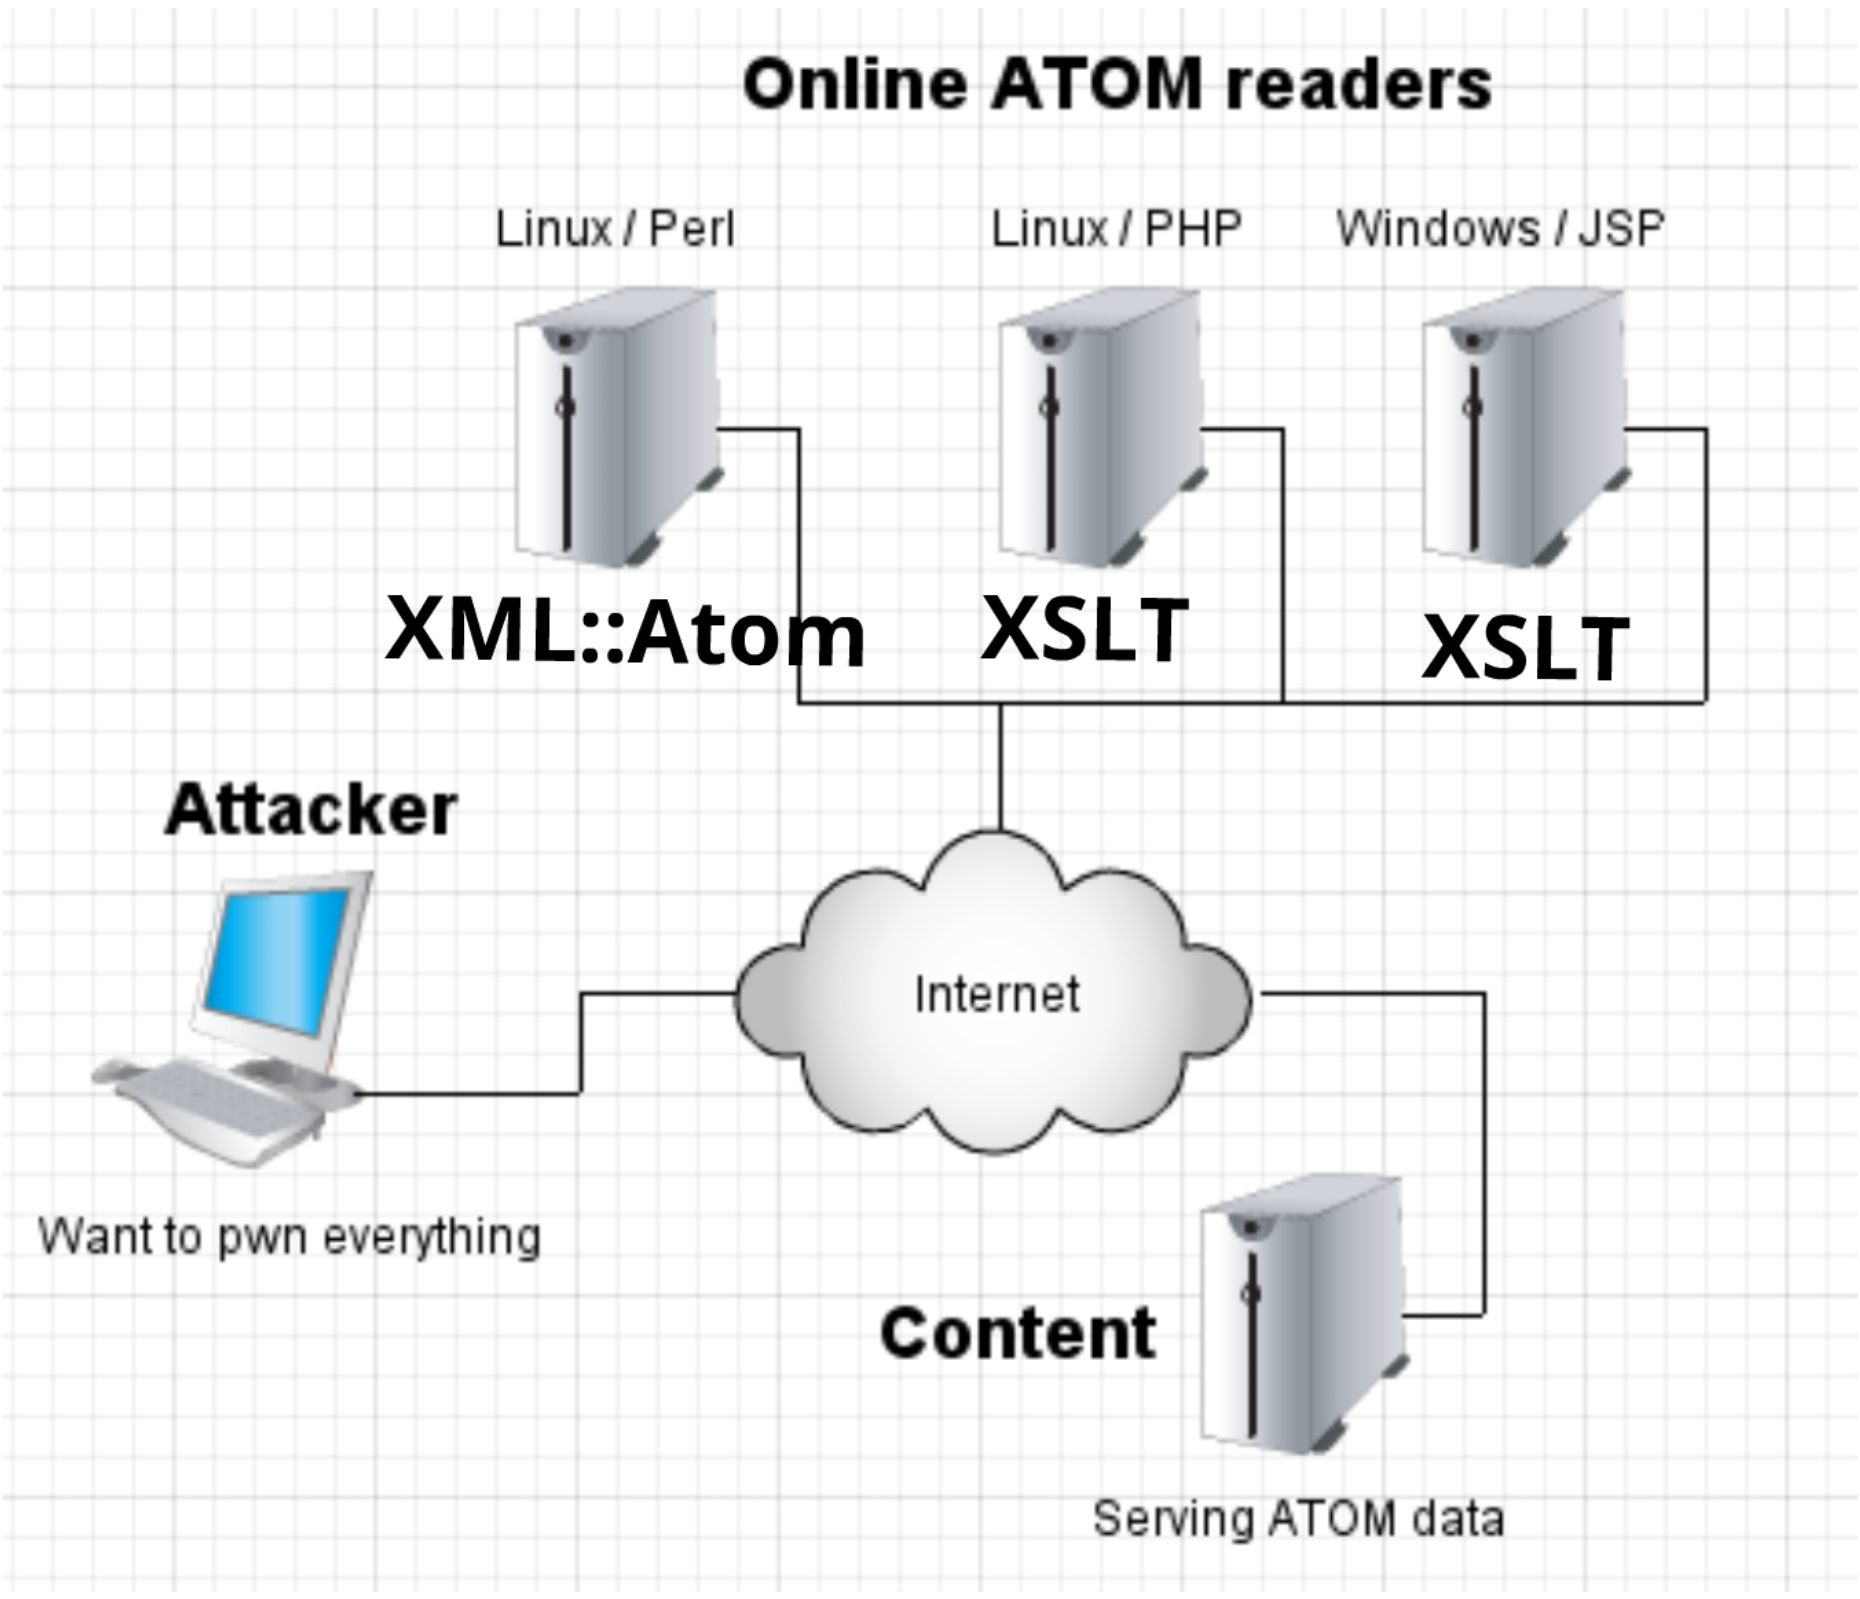 Online ATOM readers
Linux / Perl
Linux / PHP
Windows / JSP
XML::Atom
XSLT
XSLT
Attacker
Internet
Want to pwn everything
Content
Serving ATOM data